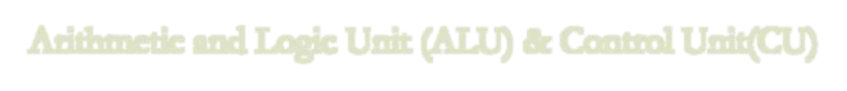 Arithmetic and Logic Unit (ALU) & Control Unit(CU)